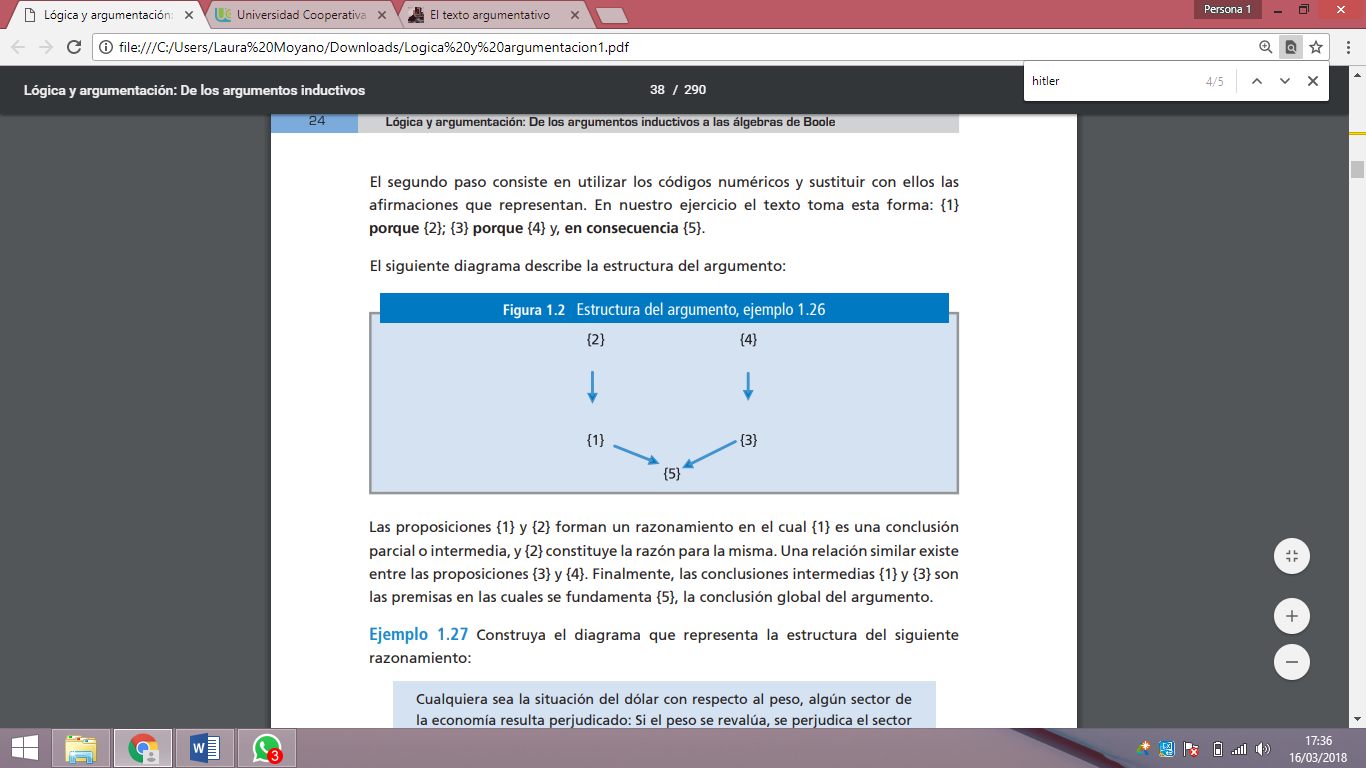 Persona 1
Lógica y argumentación:
Universidad Cooperativa
El texto argumentativo
file:///C:/Users/Laura%20Moyano/Downloads/Logica%20y%20argumentacion1.pdf
Lógica y argumentación: De los argumentos inductivos
38 / 290
hitler
4/5
24
Lógica y argumentación: De los argumentos inductivos a las álgebras de Boole
El segundo paso consiste en utilizar los códigos numéricos y sustituir con ellos las
afirmaciones que representan. En nuestro ejercicio el texto toma esta forma: {1}
porque {2}; {3} porque {4} y, en consecuencia {5}.
El siguiente diagrama describe la estructura del argumento:
Figura 1.2 Estructura del argumento, ejemplo 1.26
{2} {4}
{1} {3}
{5}
Las proposiciones {1} y {2} forman un razonamiento en el cual {1} es una conclusión
parcial o intermedia, y {2} constituye la razón para la misma. Una relación similar existe
entre las proposiciones {3} y {4}. Finalmente, las conclusiones intermedias {1} y {3} son
las premisas en las cuales se fundamenta {5}, la conclusión global del argumento.
Ejemplo 1.27 Construya el diagrama que representa la estructura del siguiente
razonamiento:
Cualquiera sea la situación del dólar con respecto al peso, algún sector de
la economía resulta perjudicado: Si el peso se revalúa, se perjudica el sector
3
17:36
16/03/2018